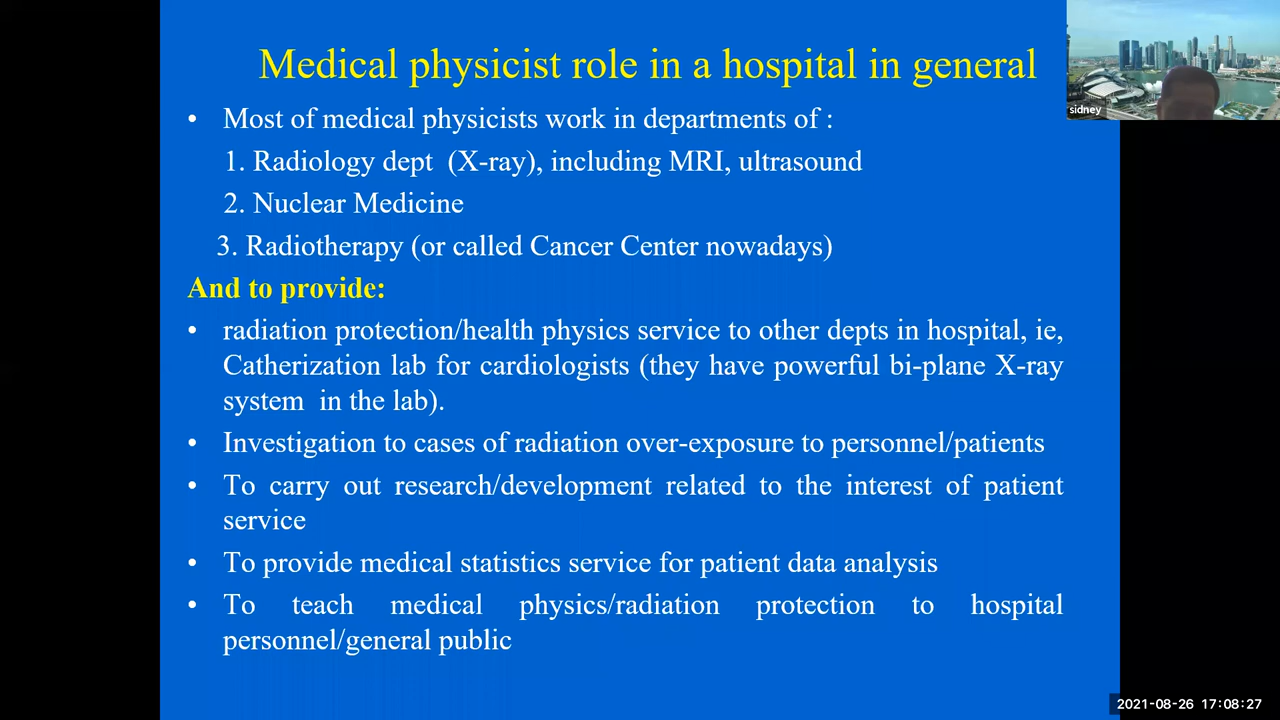 Medical physicist role in a hospital in general
sidney
• Most of medical physicists work in departments of :
1. Radiology dept (X-ray), including MRI, ultrasound
2. Nuclear Medicine
3. Radiotherapy (or called Cancer Center nowadays)
And to provide:
• radiation protection/health physics service to other depts in hospital, ie,
Catherization lab for cardiologists (they have powerful bi-plane X-ray
system in the lab).
• Investigation to cases of radiation over-exposure to personnel/patients
• To carry out research/development related to the interest of patient
service
• To provide medical statistics service for patient data analysis
• To teach medical physics/radiation protection to hospital
personnel/general public
2021-08-26 17:08:27